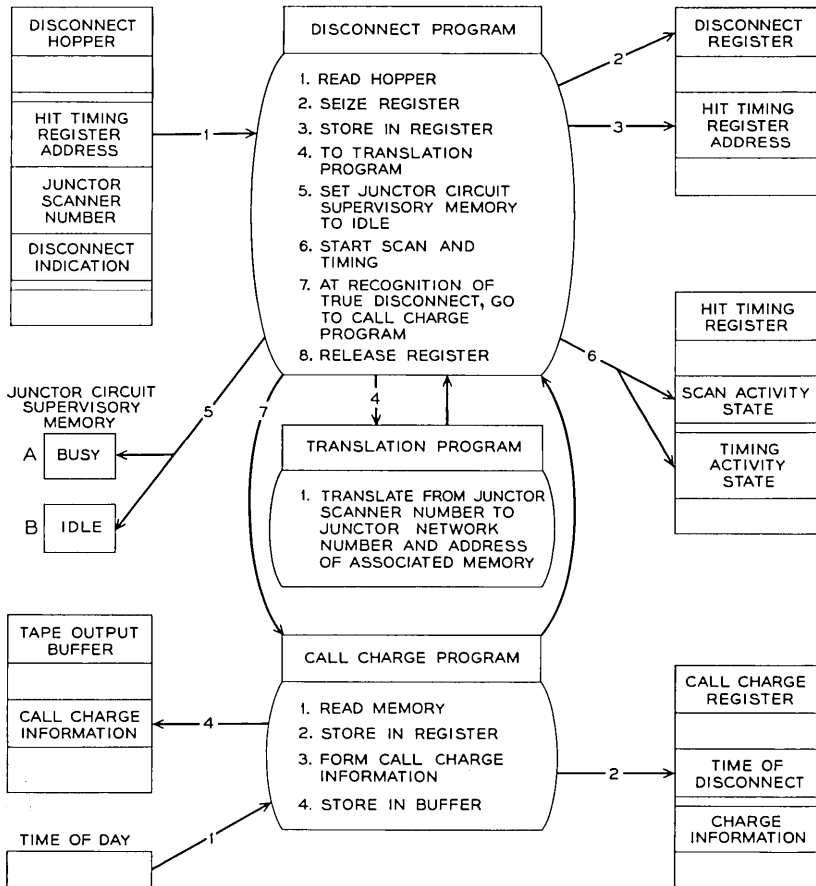 DISCONNECT
HOPPER
HIT TIMING
REGISTER
ADDRESS
JUNCTOR
SCANNER
NUMBER
DISCONNECT
INDICATION
1
DISCONNECT PROGRAM
1. READ HOPPER
2. SEIZE REGISTER
3. STORE IN REGISTER
4. TO TRANSLATION
PROGRAM
5. SET JUNCTOR CIRCUIT
SUPERVISORY MEMORY
TO IDLE
6. START SCAN AND
TIMING
7. AT RECOGNITION OF
TRUE DISCONNECT, GO
TO CALL CHARGE
PROGRAM
8. RELEASE REGISTER
2
3
DISCONNECT
REGISTER
HIT TIMING
REGISTER
ADDRESS
6
HIT TIMING
REGISTER
SCAN ACTIVITY
STATE
TIMING
ACTIVITY
STATE
5
JUNCTOR CIRCUIT
SUPERVISORY
MEMORY
A BUSY
B IDLE
7
4
TRANSLATION PROGRAM
1. TRANSLATE FROM JUNCTOR
SCANNER NUMBER TO
JUNCTOR NETWORK
NUMBER AND ADDRESS
OF ASSOCIATED MEMORY
TAPE OUTPUT
BUFFER
CALL CHARGE
INFORMATION
4
CALL CHARGE PROGRAM
1. READ MEMORY
2. STORE IN REGISTER
3. FORM CALL CHARGE
INFORMATION
4. STORE IN BUFFER
2
CALL CHARGE
REGISTER
TIME OF
DISCONNECT
CHARGE
INFORMATION
TIME OF DAY
1